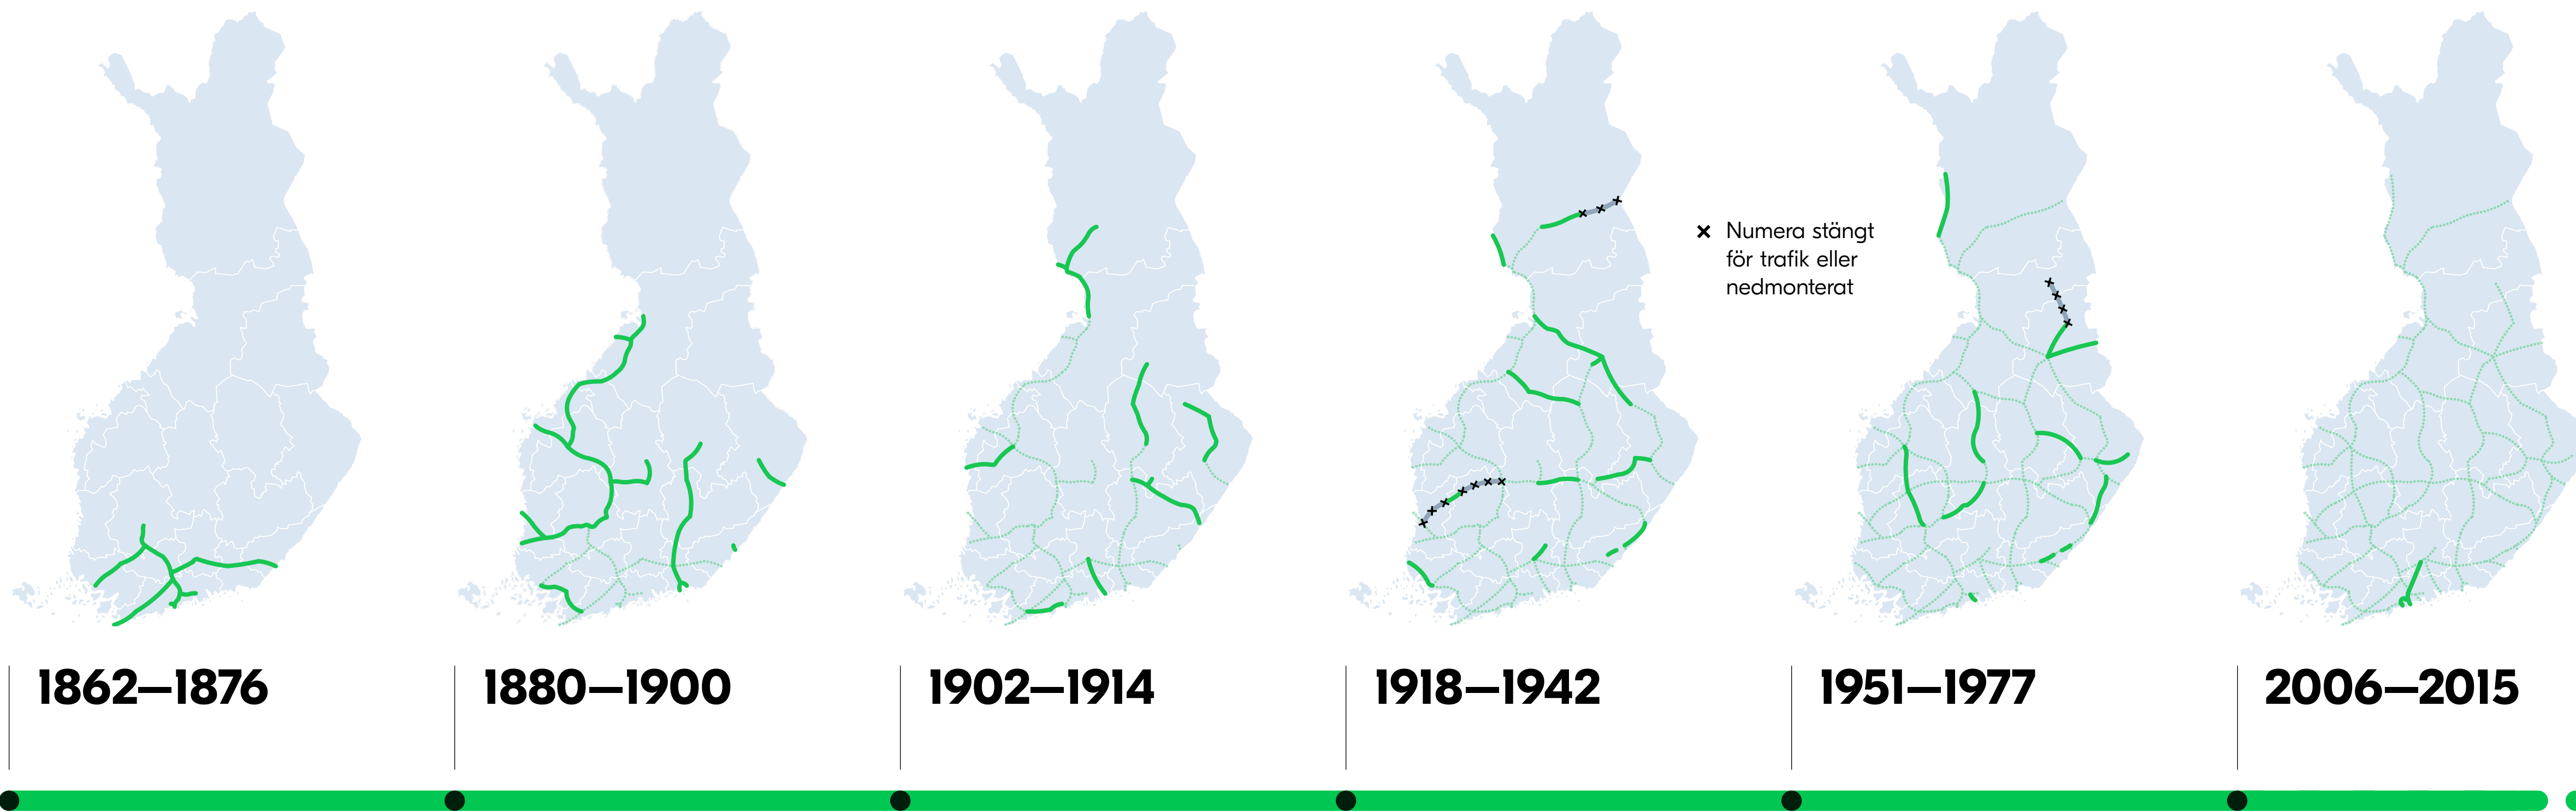 Numera stängt
för trafik eller
nedmonterat
1862—1876
1880—1900
1902—1914
1918—1942
1951—1977
2006—2015